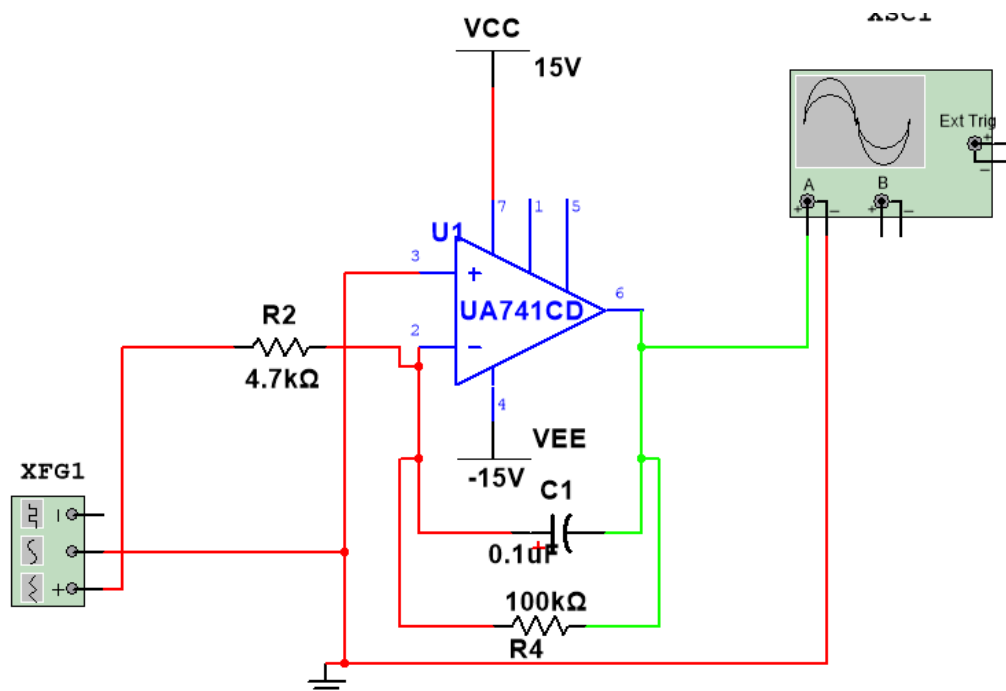 XSC1
VCC
15V
Ext Trig
+
−
A
B
+
−
+
−
7
1
5
U1
3
+
6
UA741CD
R2
2
−
4.7kΩ
4
VEE
-15V
XFG1
C1
+
0.1uF
100kΩ
R4
+